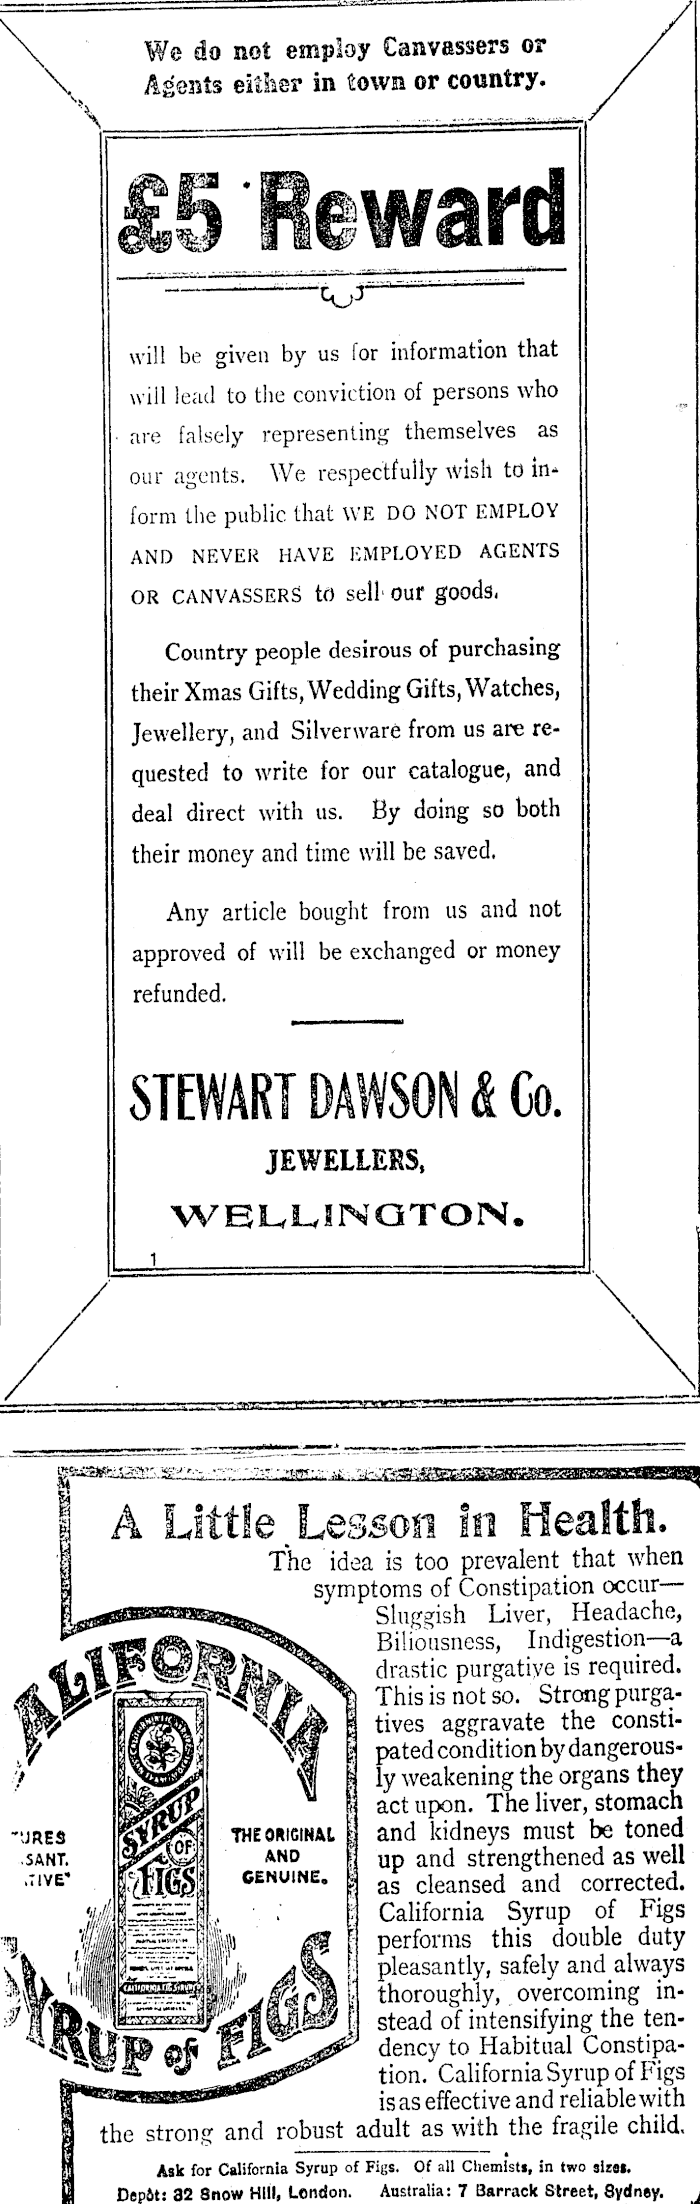 We do not employ Canvassers or
Agents either in town or country.
£5 Reward
will be given by us for information that
will lead to the conviction of persons who
are falsely representing themselves as
our agents. We respectfully wish to in-
form the public that WE DO NOT EMPLOY
AND NEVER HAVE EMPLOYED AGENTS
OR CANVASSERS to sell our goods.
Country people desirous of purchasing
their Xmas Gifts, Wedding Gifts, Watches,
Jewellery, and Silverware from us are re-
quested to write for our catalogue, and
deal direct with us. By doing so both
their money and time will be saved.
Any article bought from us and not
approved of will be exchanged or money
refunded.
STEWART DAWSON & Co.
JEWELLERS,
WELLINGTON.
1
A Little Lesson in Health.
The idea is too prevalent that when
symptoms of Constipation occur—
Sluggish Liver, Headache,
Biliousness, Indigestion—a
drastic purgative is required.
This is not so. Strong purga-
tives aggravate the consti-
pated condition by dangerous-
ly weakening the organs they
act upon. The liver, stomach
and kidneys must be toned
up and strengthened as well
as cleansed and corrected.
California Syrup of Figs
performs this double duty
pleasantly, safely and always
thoroughly, overcoming in-
stead of intensifying the ten-
dency to Habitual Constipa-
tion. California Syrup of Figs
is as effective and reliable with
the strong and robust adult as with the fragile child.
ALIFORNIA
SYRUP
OF
FIGS
URES
SANT.
TIVE"
THE ORIGINAL
AND
GENUINE.
SYRUP of FIGS
Ask for California Syrup of Figs. Of all Chemists, in two sizes.
Depôt: 32 Snow Hill, London. Australia: 7 Barrack Street, Sydney.